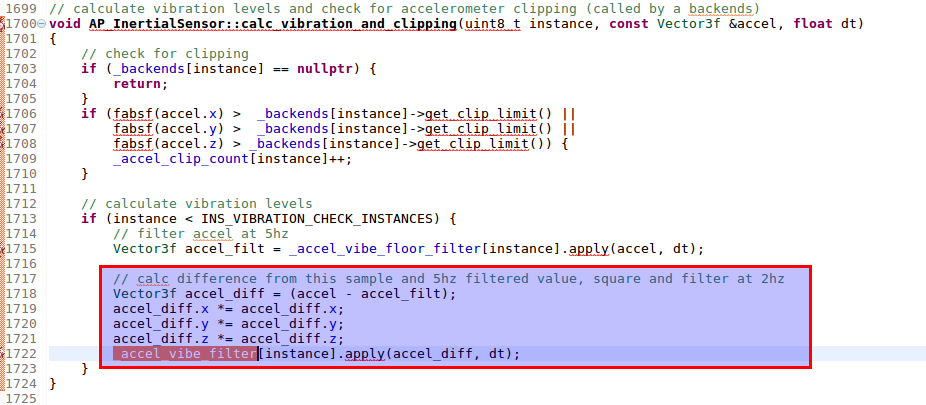 1699 // calculate vibration levels and check for accelerometer clipping (called by a backends)
1700 void AP_InertialSensor::calc_vibration_and_clipping(uint8_t instance, const Vector3f &accel, float dt)
1701 {
1702 // check for clipping
1703 if (_backends[instance] == nullptr) {
1704 return;
1705 }
1706 if (fabsf(accel.x) > _backends[instance]->get_clip_limit() ||
1707 fabsf(accel.y) > _backends[instance]->get_clip_limit() ||
1708 fabsf(accel.z) > _backends[instance]->get_clip_limit()) {
1709 _accel_clip_count[instance]++;
1710 }
1711
1712 // calculate vibration levels
1713 if (instance < INS_VIBRATION_CHECK_INSTANCES) {
1714 // filter accel at 5hz
1715 Vector3f accel_filt = _accel_vibe_floor_filter[instance].apply(accel, dt);
1716
1717 // calc difference from this sample and 5hz filtered value, square and filter at 2hz
1718 Vector3f accel_diff = (accel - accel_filt);
1719 accel_diff.x *= accel_diff.x;
1720 accel_diff.y *= accel_diff.y;
1721 accel_diff.z *= accel_diff.z;
1722 _accel_vibe_filter[instance].apply(accel_diff, dt);
1723 }
1724 }
1725